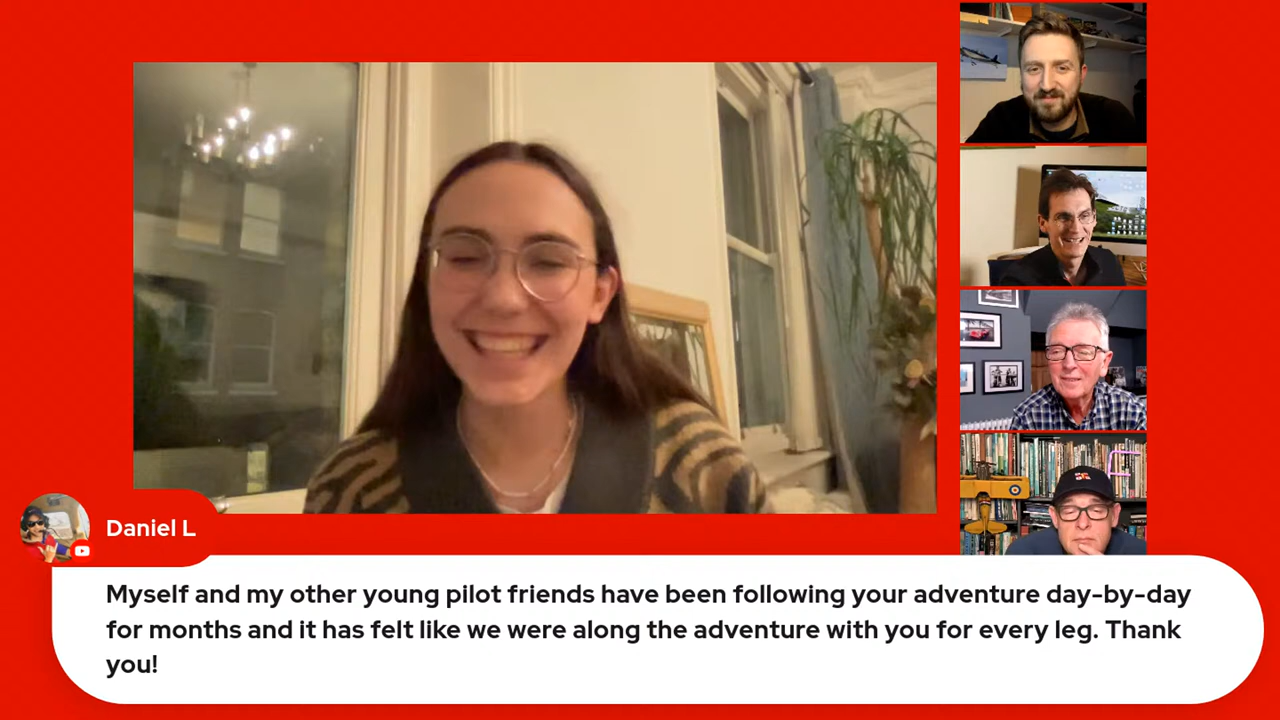 Daniel L
Myself and my other young pilot friends have been following your adventure day-by-day
for months and it has felt like we were along the adventure with you for every leg. Thank
you!